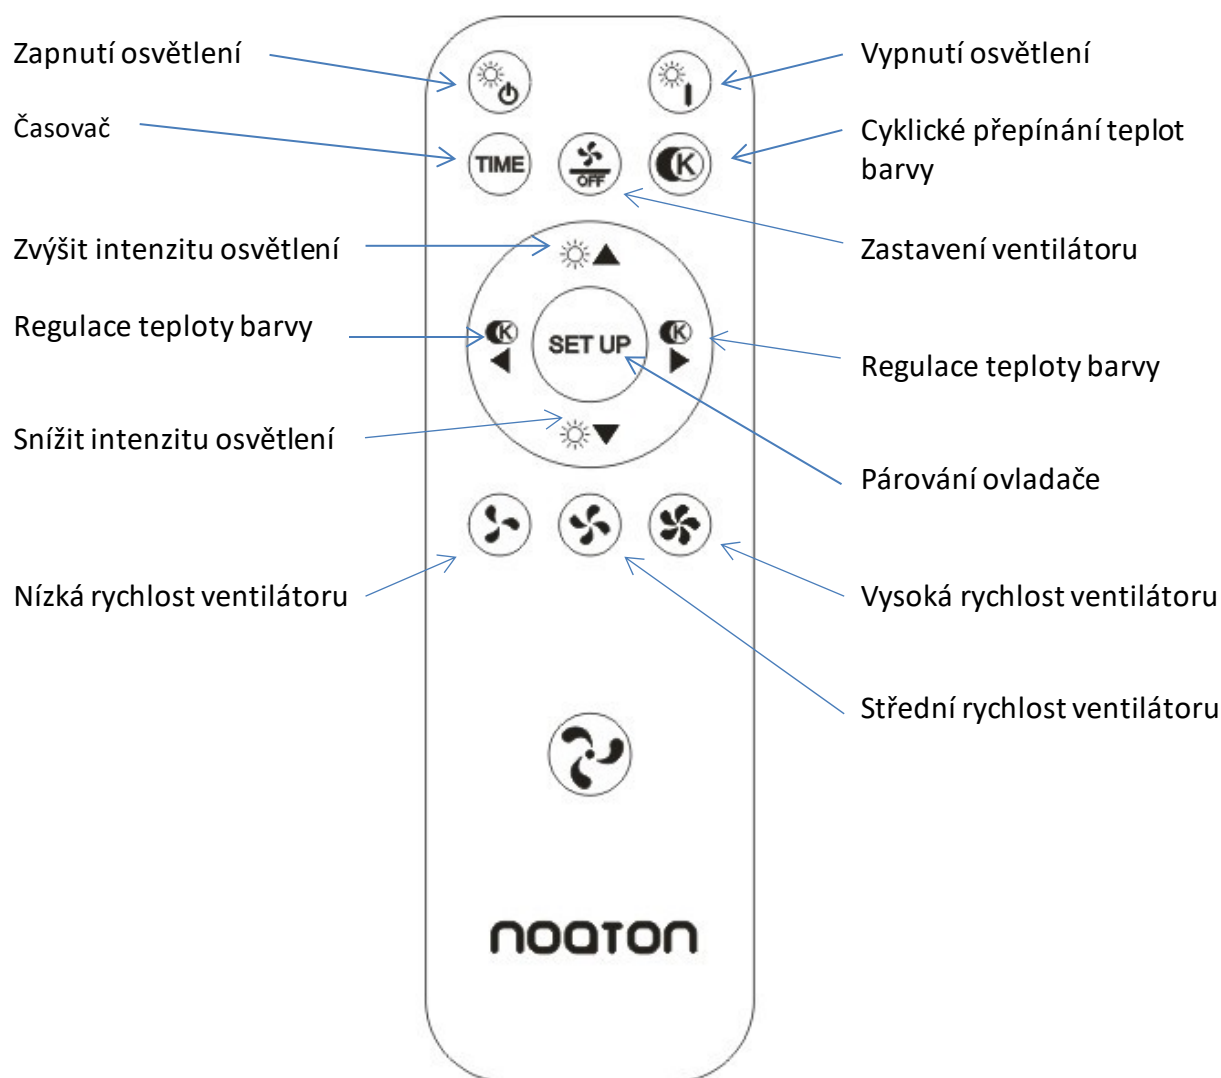 Zapnutí osvětlení
Vypnutí osvětlení
Časovač
TIME
OFF
K
Cyklické přepínání teplot
barvy
Zvýšit intenzitu osvětlení
Zastavení ventilátoru
Regulace teploty barvy
K
SET UP
K
Regulace teploty barvy
Snížit intenzitu osvětlení
Párování ovladače
Nízká rychlost ventilátoru
Vysoká rychlost ventilátoru
Střední rychlost ventilátoru
noaton